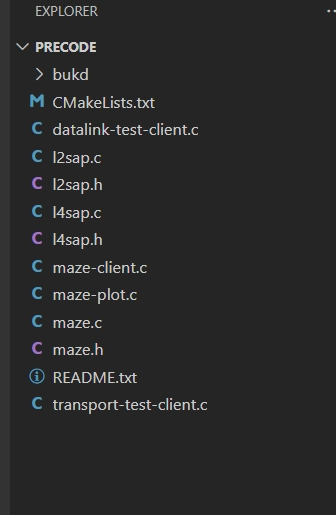 EXPLORER
PRECODE
bukd
CMakeLists.txt
datalink-test-client.c
l2sap.c
l2sap.h
l4sap.c
l4sap.h
maze-client.c
maze-plot.c
maze.c
maze.h
README.txt
transport-test-client.c